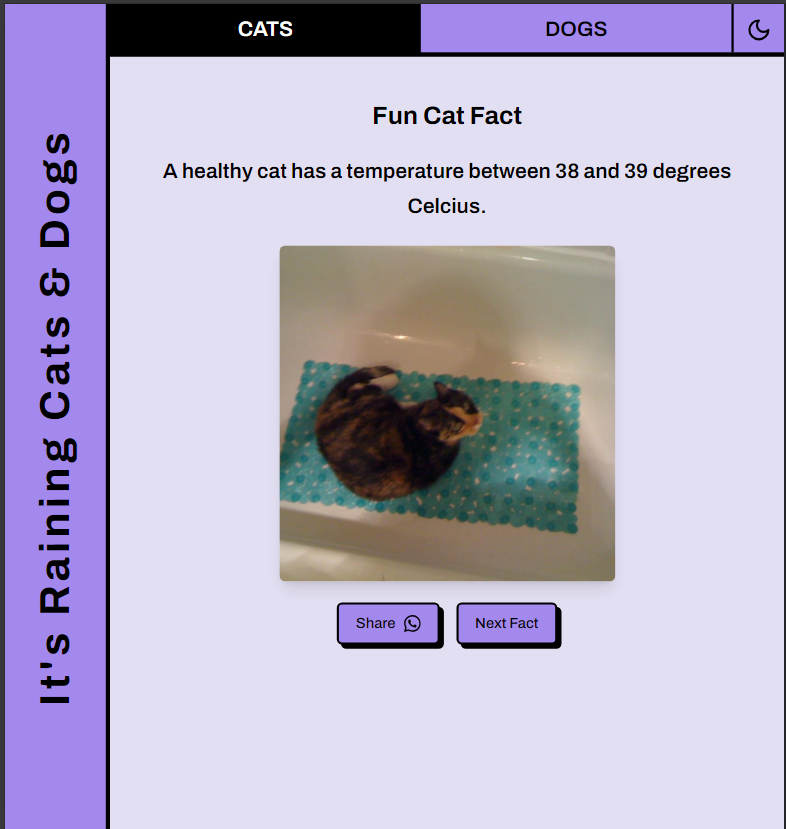 It's Raining Cats & Dogs
CATS
DOGS
Fun Cat Fact
A healthy cat has a temperature between 38 and 39 degrees
Celcius.
Share
Next Fact